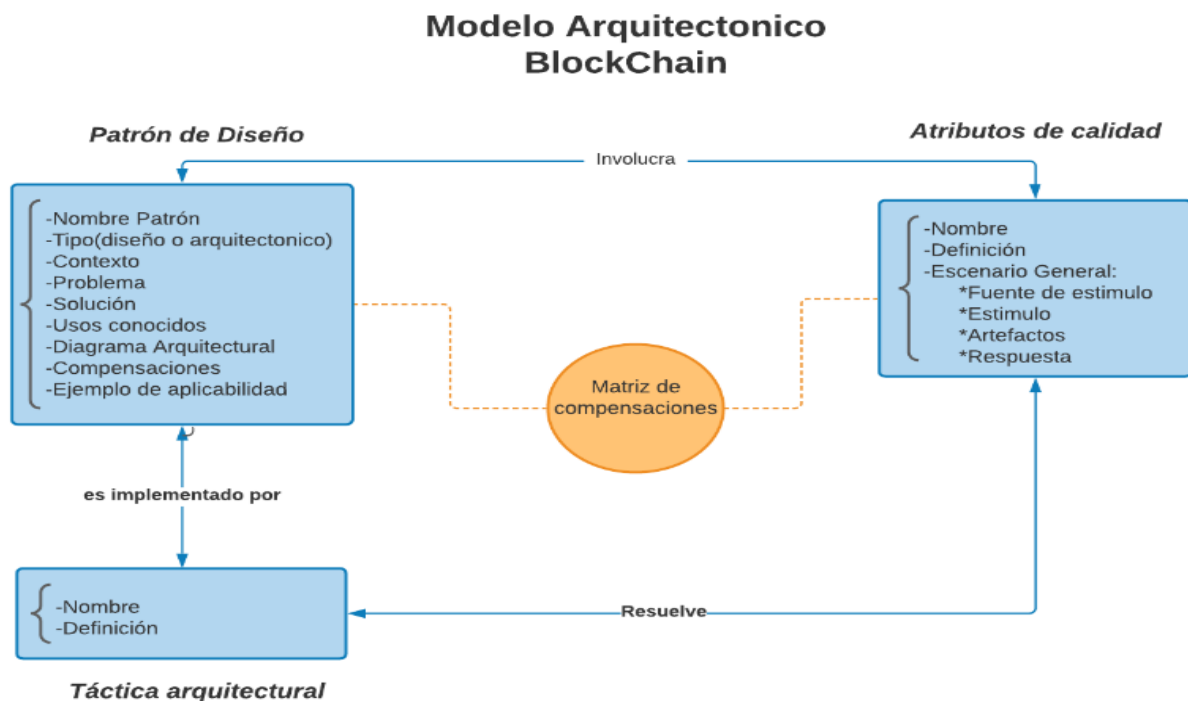 Modelo Arquitectonico
BlockChain
Patrón de Diseño
Atributos de calidad
Involucra
-Nombre Patrón
-Tipo(diseño o arquitectonico)
-Contexto
-Problema
-Solución
-Usos conocidos
-Diagrama Arquitectural
-Compensaciones
-Ejemplo de aplicabilidad
-Nombre
-Definición
-Escenario General:
*Fuente de estimulo
*Estimulo
*Artefactos
*Respuesta
Matriz de
compensaciones
es implementado por
-Nombre
-Definición
Resuelve
Táctica arquitectural